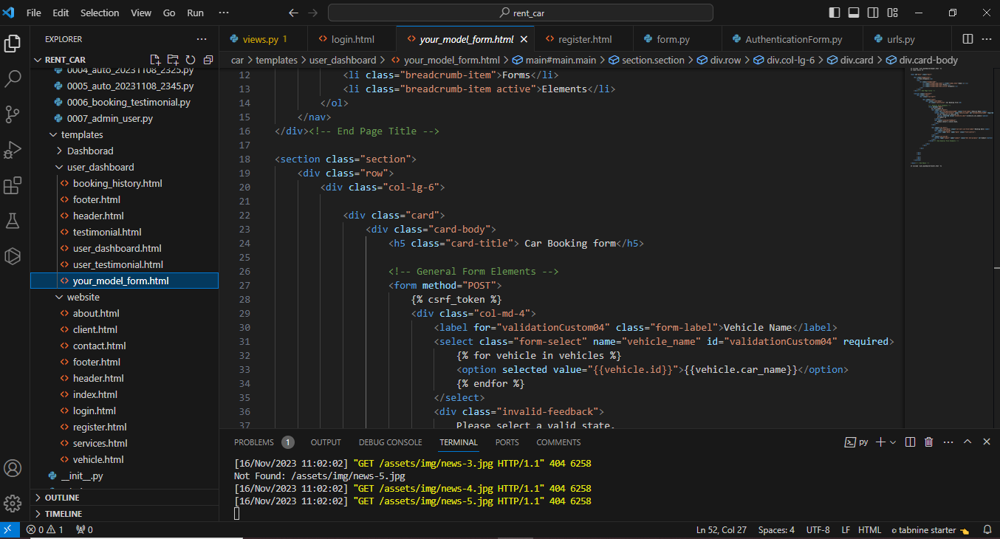 File Edit Selection View Go Run ··· rent_car
EXPLORER ···
RENT_CAR
0004_auto_20231108_2325.py
0005_auto_20231108_2345.py
0006_booking_testimonial.py
0007_admin_user.py
templates
Dashborad
user_dashboard
booking_history.html
footer.html
header.html
testimonial.html
user_dashboard.html
user_testimonial.html
your_model_form.html
website
about.html
client.html
contact.html
footer.html
header.html
index.html
login.html
register.html
services.html
vehicle.html
__init__.py
OUTLINE
TIMELINE
views.py 1 login.html your_model_form.html register.html form.py AuthenticationForm.py urls.py ···
car > templates > user_dashboard > your_model_form.html > main#main.main > section.section > div.row > div.col-lg-6 > div.card > div.card-body
12 <li class="breadcrumb-item">Forms</li>
13 <li class="breadcrumb-item active">Elements</li>
14 </ol>
15 </nav>
16 </div><!-- End Page Title -->
17
18 <section class="section">
19 <div class="row">
20 <div class="col-lg-6">
21
22 <div class="card">
23 <div class="card-body">
24 <h5 class="card-title"> Car Booking form</h5>
25
26 <!-- General Form Elements -->
27 <form method="POST">
28 {% csrf_token %}
29 <div class="col-md-4">
30 <label for="validationCustom04" class="form-label">Vehicle Name</label>
31 <select class="form-select" name="vehicle_name" id="validationCustom04" required>
32 {% for vehicle in vehicles %}
33 <option selected value="{{vehicle.id}}">{{vehicle.car_name}}</option>
34 {% endfor %}
35 </select>
36 <div class="invalid-feedback">
37 Please select a valid state.
PROBLEMS 1 OUTPUT DEBUG CONSOLE TERMINAL PORTS COMMENTS py ···
[16/Nov/2023 11:02:02] "GET /assets/img/news-3.jpg HTTP/1.1" 404 6258
Not Found: /assets/img/news-5.jpg
[16/Nov/2023 11:02:02] "GET /assets/img/news-4.jpg HTTP/1.1" 404 6258
[16/Nov/2023 11:02:02] "GET /assets/img/news-5.jpg HTTP/1.1" 404 6258
0 1 0 Ln 52, Col 27 Spaces: 4 UTF-8 LF HTML tabnine starter